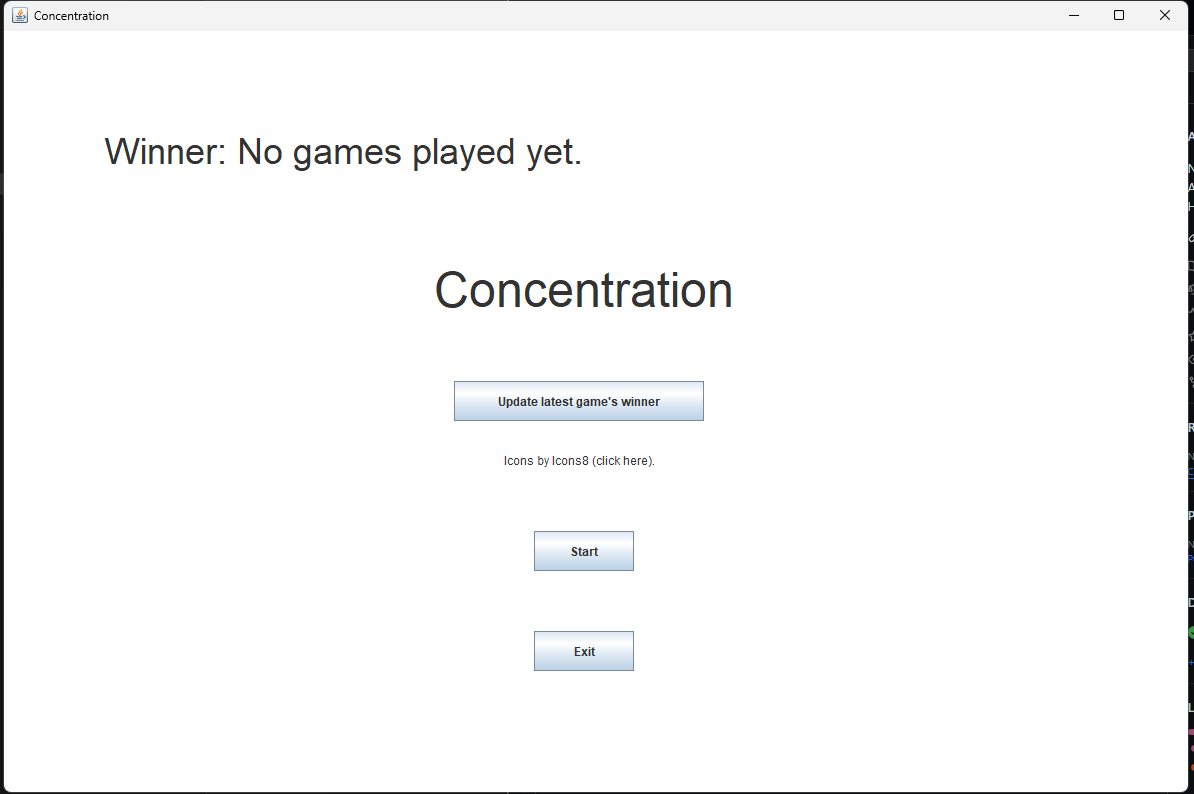 Concentration
Winner: No games played yet.
Concentration
Update latest game's winner
Icons by Icons8 (click here).
Start
Exit